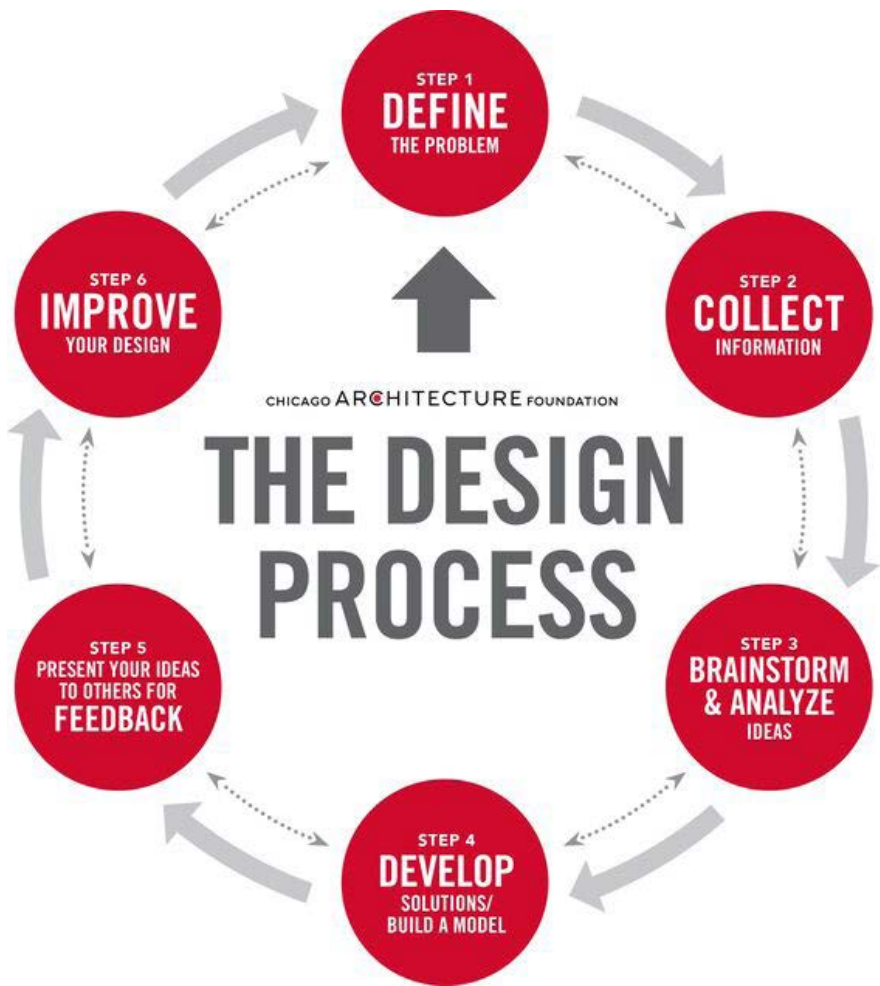 STEP 1
DEFINE
THE PROBLEM
STEP 2
COLLECT
INFORMATION
STEP 3
BRAINSTORM
& ANALYZE
IDEAS
STEP 4
DEVELOP
SOLUTIONS/
BUILD A MODEL
STEP 5
PRESENT YOUR IDEAS
TO OTHERS FOR
FEEDBACK
STEP 6
IMPROVE
YOUR DESIGN
CHICAGO ARCHITECTURE FOUNDATION
THE DESIGN
PROCESS